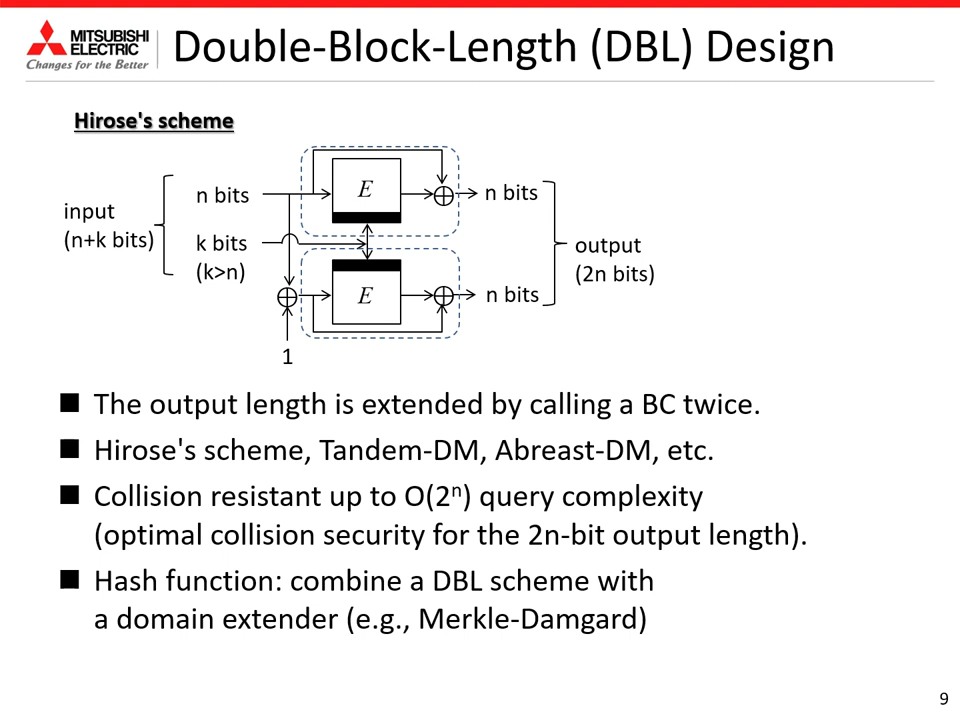 MITSUBISHI
ELECTRIC
Changes for the Better
Double-Block-Length (DBL) Design
Hirose's scheme
input
(n+k bits)
n bits
k bits
(k>n)
E
E
1
n bits
n bits
output
(2n bits)
■ The output length is extended by calling a BC twice.
■ Hirose's scheme, Tandem-DM, Abreast-DM, etc.
■ Collision resistant up to O(2ⁿ) query complexity
(optimal collision security for the 2n-bit output length).
■ Hash function: combine a DBL scheme with
a domain extender (e.g., Merkle-Damgard)
9